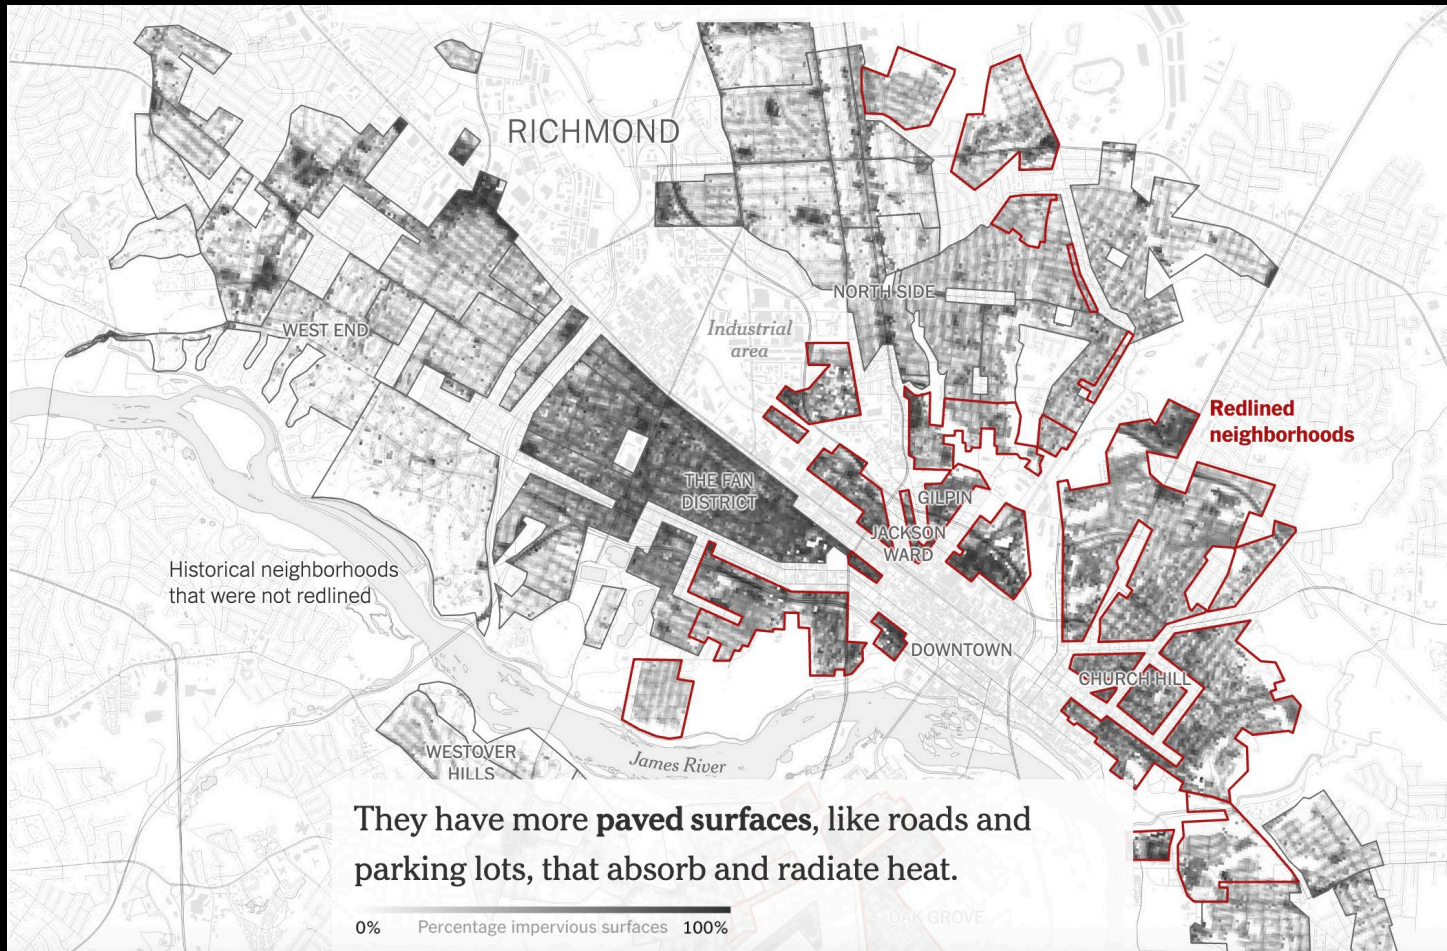 RICHMOND
NORTH SIDE
Industrial
area
WEST END
Redlined
neighborhoods
THE FAN
DISTRICT
GILPIN
JACKSON
WARD
Historical neighborhoods
that were not redlined
DOWNTOWN
CHURCH HILL
WESTOVER
HILLS
James River
They have more paved surfaces, like roads and
parking lots, that absorb and radiate heat.
0% Percentage impervious surfaces 100%
OAK GROVE